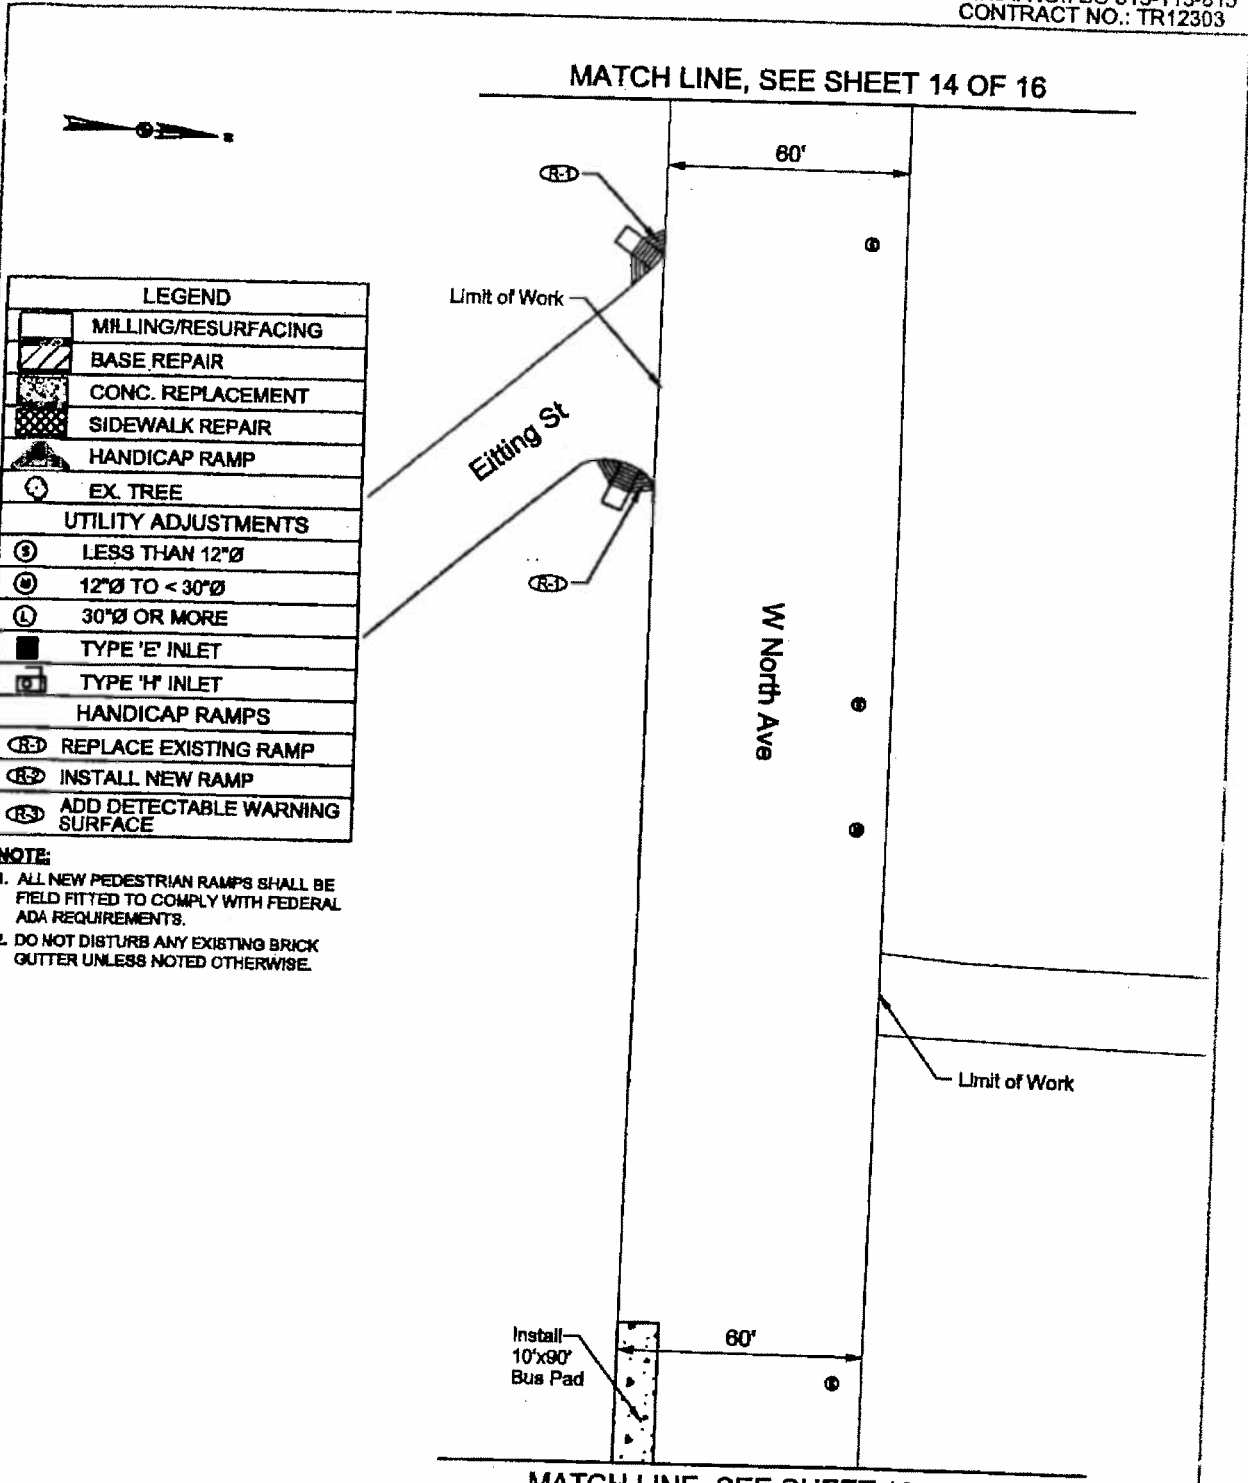 CONTRACT NO.: TR12303
MATCH LINE, SEE SHEET 14 OF 16
60'
R-1
Limit of Work
LEGEND
MILLING/RESURFACING
BASE REPAIR
CONC. REPLACEMENT
SIDEWALK REPAIR
HANDICAP RAMP
EX. TREE
UTILITY ADJUSTMENTS
S LESS THAN 12"Ø
M 12"Ø TO < 30"Ø
L 30"Ø OR MORE
TYPE 'E' INLET
TYPE 'H' INLET
HANDICAP RAMPS
R-1 REPLACE EXISTING RAMP
R-2 INSTALL NEW RAMP
R-3 ADD DETECTABLE WARNING
SURFACE
NOTE:
1. ALL NEW PEDESTRIAN RAMPS SHALL BE
FIELD FITTED TO COMPLY WITH FEDERAL
ADA REQUIREMENTS.
2. DO NOT DISTURB ANY EXISTING BRICK
GUTTER UNLESS NOTED OTHERWISE.
Eitting St
R-1
W North Ave
Limit of Work
Install
10'x90'
Bus Pad
60'
MATCH LINE, SEE SHEET